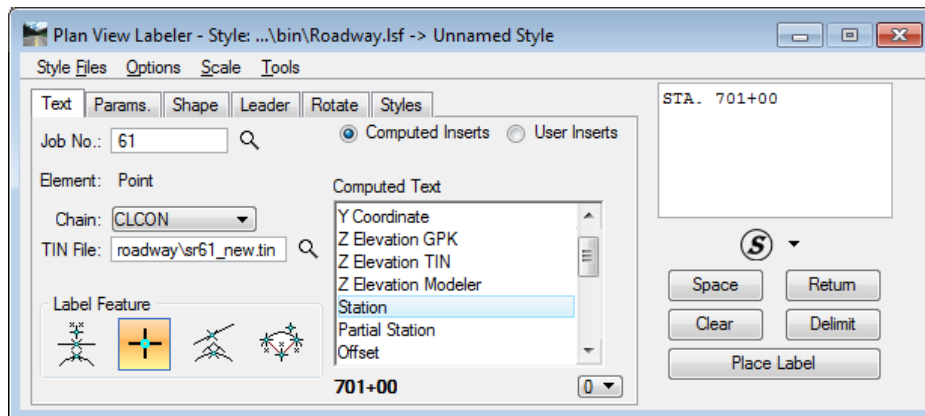 Plan View Labeler - Style: ...\bin\Roadway.lsf -> Unnamed Style
Style Files Options Scale Tools
Text Params. Shape Leader Rotate Styles
Job No.: 61
Computed Inserts User Inserts
Element: Point
Chain: CLCON
TIN File: roadway\sr61_new.tin
Label Feature
Computed Text
Y Coordinate
Z Elevation GPK
Z Elevation TIN
Z Elevation Modeler
Station
Partial Station
Offset
701+00 0
STA. 701+00
S
Space Return
Clear Delimit
Place Label